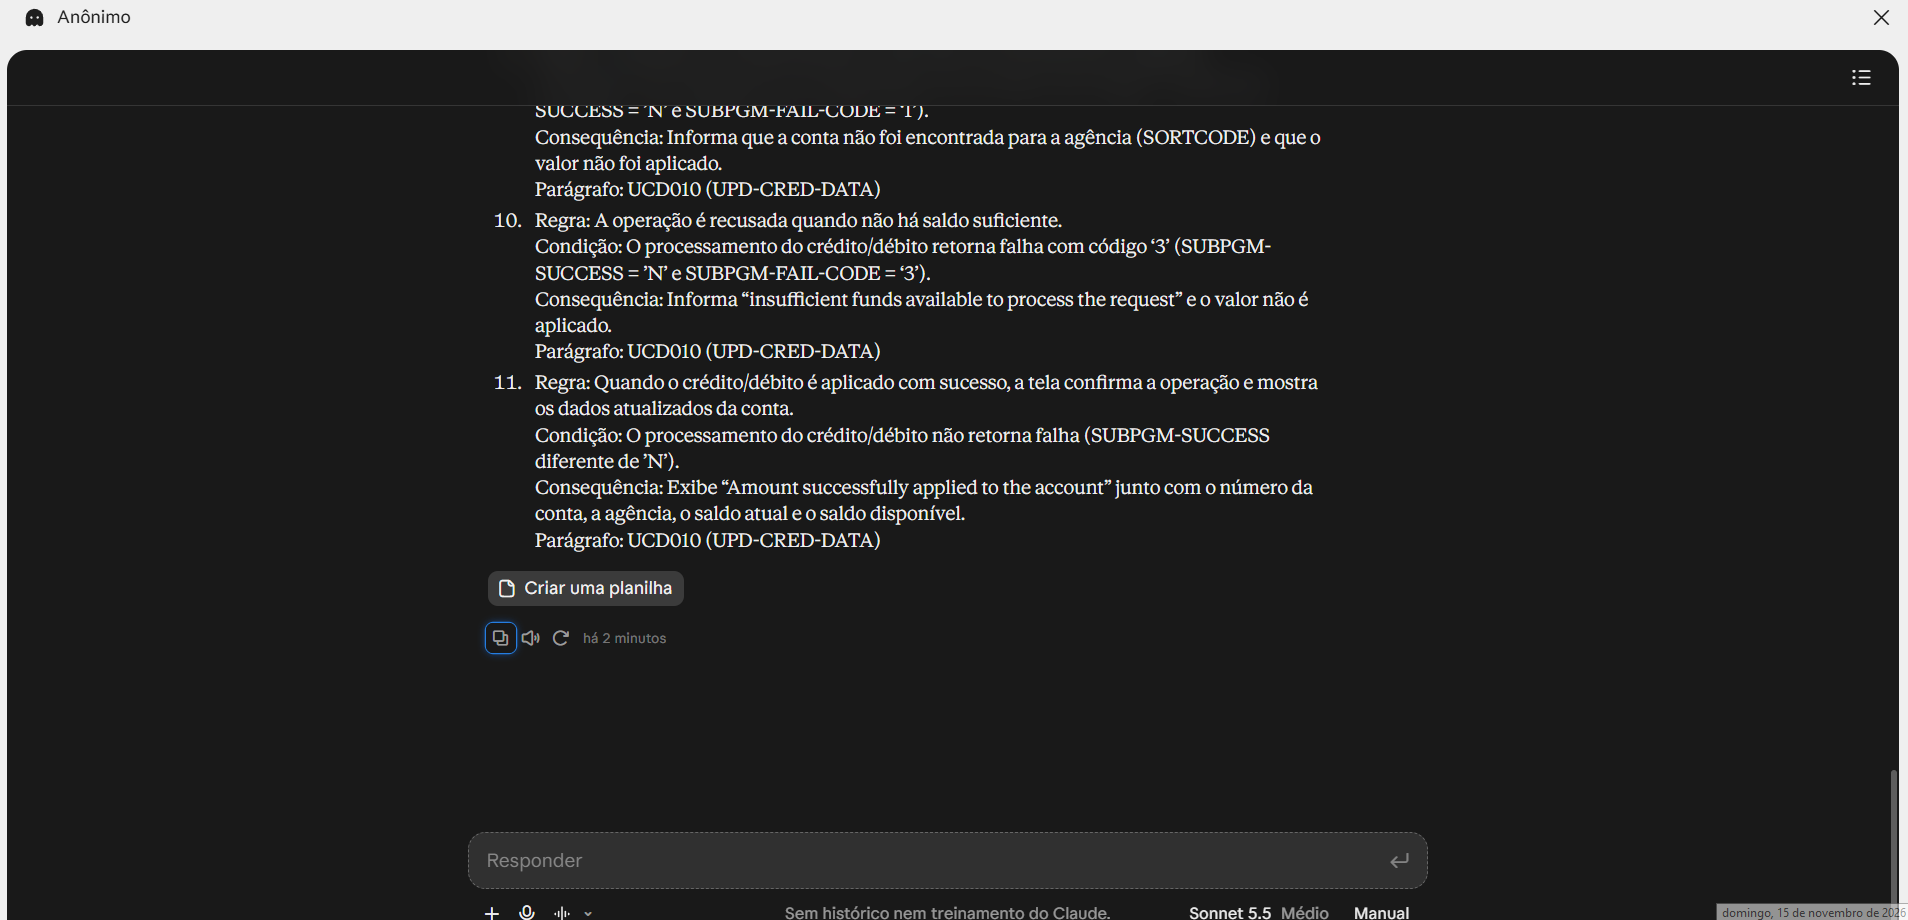 Anônimo
SUCCESS = 'N' e SUBPGM-FAIL-CODE = '1').
Consequência: Informa que a conta não foi encontrada para a agência (SORTCODE) e que o
valor não foi aplicado.
Parágrafo: UCD010 (UPD-CRED-DATA)
10. Regra: A operação é recusada quando não há saldo suficiente.
Condição: O processamento do crédito/débito retorna falha com código ‘3’ (SUBPGM-
SUCCESS = ’N’ e SUBPGM-FAIL-CODE = ‘3’).
Consequência: Informa “insufficient funds available to process the request” e o valor não é
aplicado.
Parágrafo: UCD010 (UPD-CRED-DATA)
11. Regra: Quando o crédito/débito é aplicado com sucesso, a tela confirma a operação e mostra
os dados atualizados da conta.
Condição: O processamento do crédito/débito não retorna falha (SUBPGM-SUCCESS
diferente de ’N’).
Consequência: Exibe “Amount successfully applied to the account” junto com o número da
conta, a agência, o saldo atual e o saldo disponível.
Parágrafo: UCD010 (UPD-CRED-DATA)
Criar uma planilha
há 2 minutos
Responder
Sem histórico nem treinamento do Claude.
Sonnet 5.5 Médio
Manual
domingo, 15 de novembro de 2026